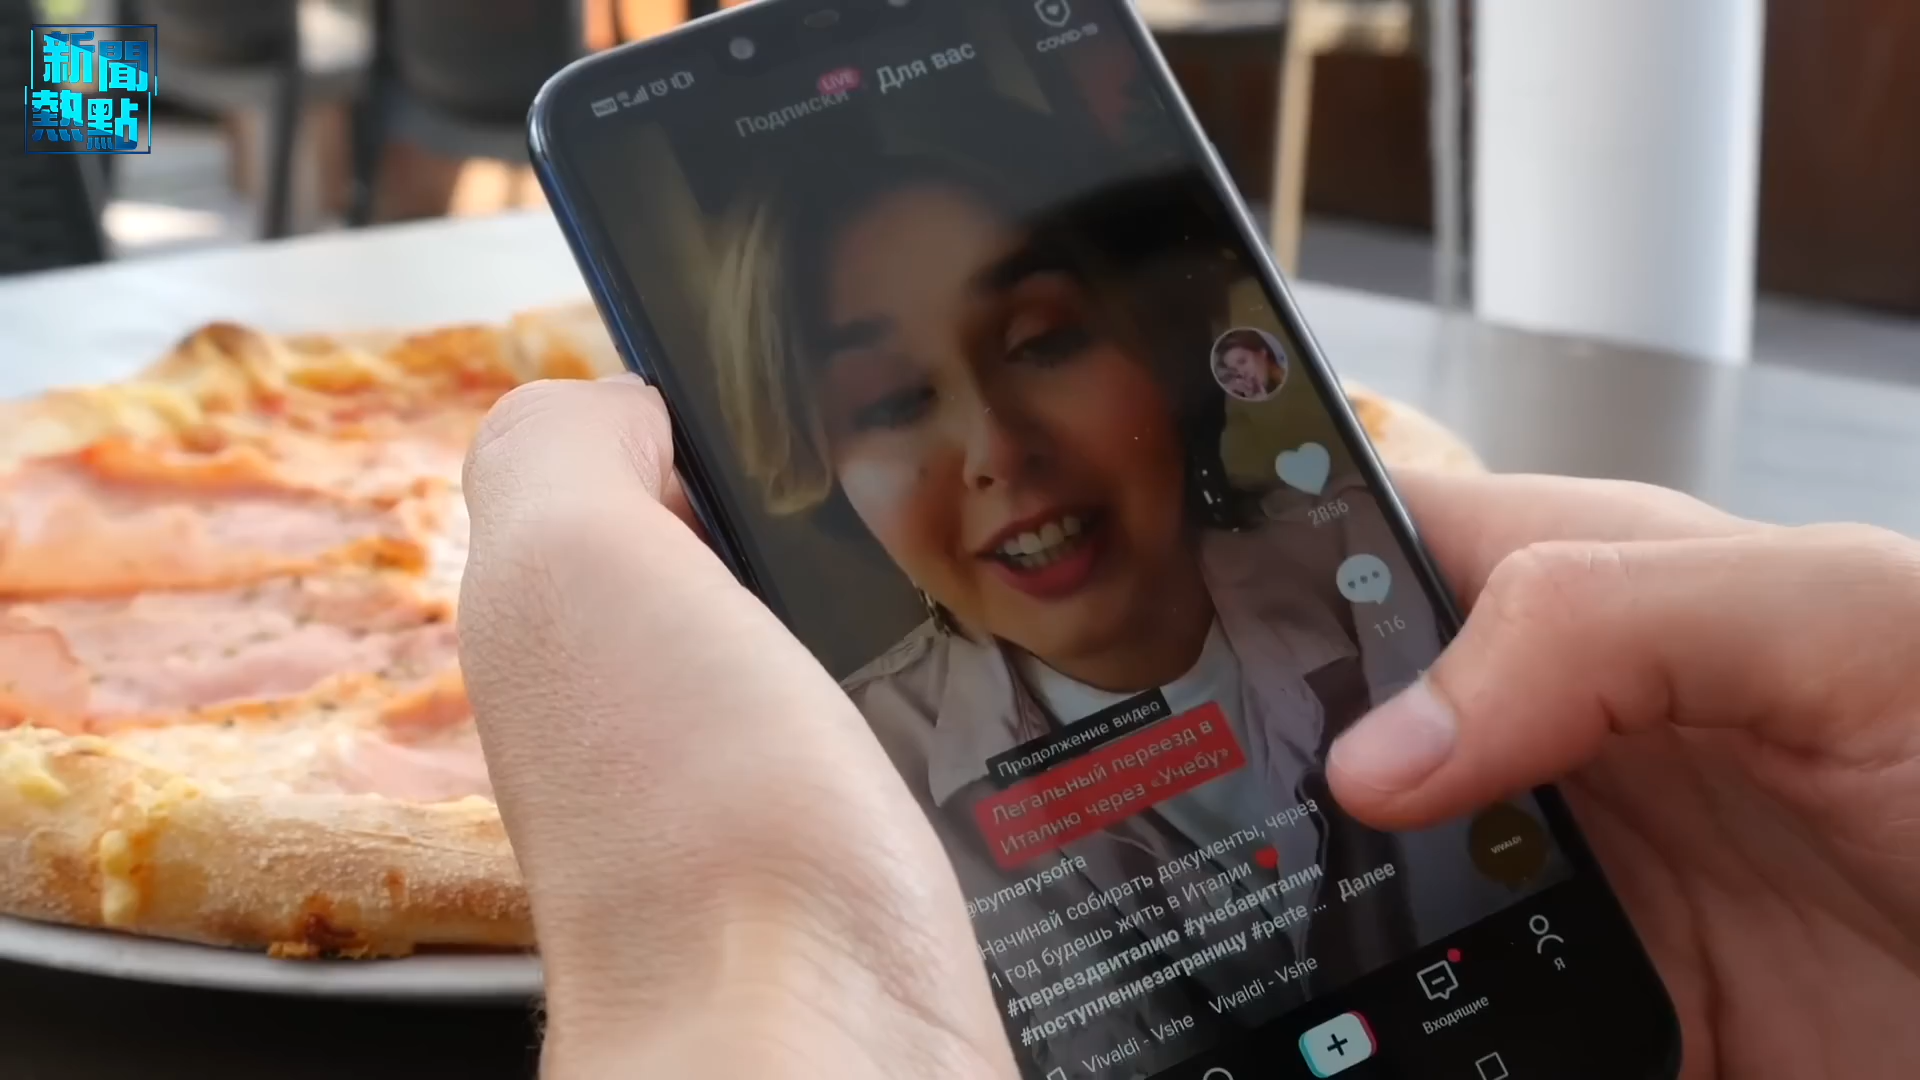 新聞
熱點
COVID-19
LIVE
Подписки Для вас
2856
116
Продолжение видео
Легальный переезд в
Италию через «Учебу»
@bymarysofra
Начинай собирать документы, через
1 год будешь жить в Италии
#переездвиталию #учебавиталии
#поступлениезаграницу #perte ... Далее
Vivaldi - Vshe Vivaldi - Vshe
VIVALDI
Входящие
Я